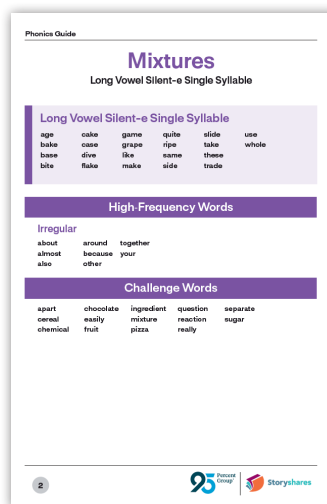 Phonics Guide
Mixtures
Long Vowel Silent-e Single Syllable
Long Vowel Silent-e Single Syllable
age cake game quite slide use
bake case grape ripe take whole
base dive like same these
bite flake make side trade
High-Frequency Words
Irregular
about around together
almost because your
also other
Challenge Words
apart chocolate ingredient question separate
cereal easily mixture reaction sugar
chemical fruit pizza really
2
95 Percent Group
Storyshares